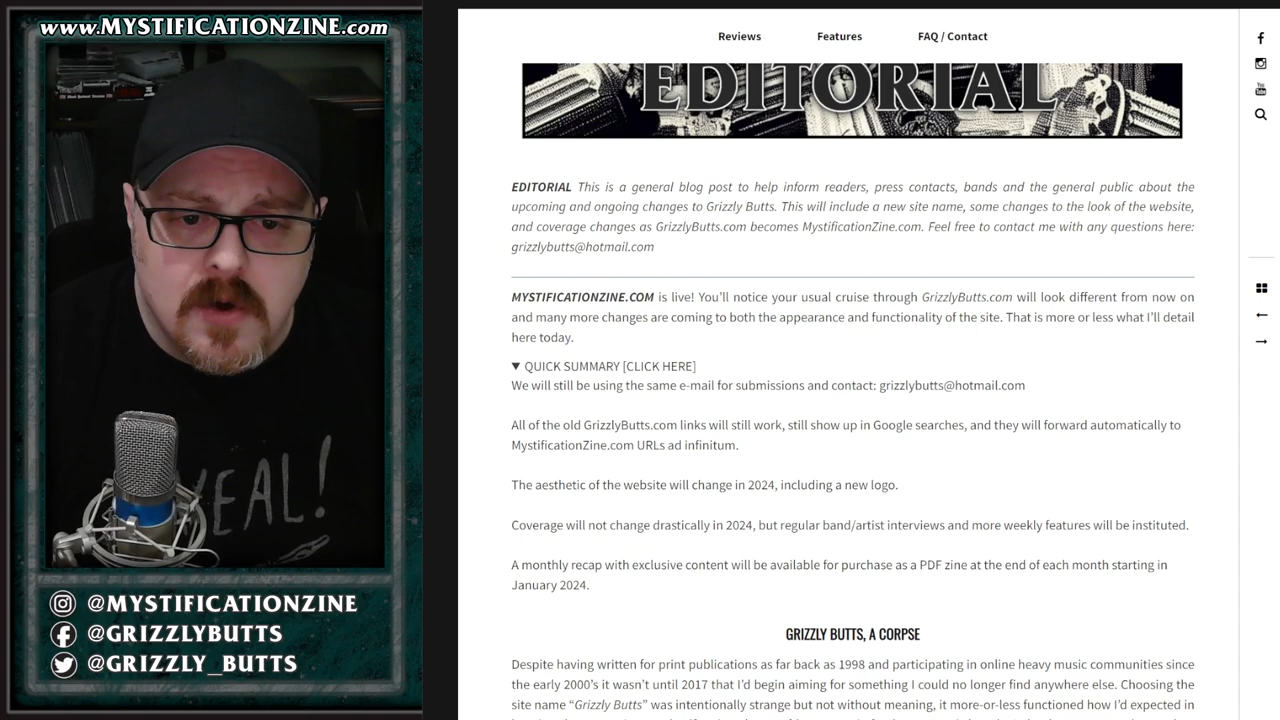 www.MYSTIFICATIONZINE.com
YEAL!
@MYSTIFICATIONZINE
@GRIZZLYBUTTS
@GRIZZLY_BUTTS
Reviews Features FAQ / Contact
EDITORIAL
EDITORIAL This is a general blog post to help inform readers, press contacts, bands and the general public about the
upcoming and ongoing changes to Grizzly Butts. This will include a new site name, some changes to the look of the website,
and coverage changes as GrizzlyButts.com becomes MystificationZine.com. Feel free to contact me with any questions here:
grizzlybutts@hotmail.com
MYSTIFICATIONZINE.COM is live! You’ll notice your usual cruise through GrizzlyButts.com will look different from now on
and many more changes are coming to both the appearance and functionality of the site. That is more or less what I’ll detail
here today.
▼ QUICK SUMMARY [CLICK HERE]
We will still be using the same e-mail for submissions and contact: grizzlybutts@hotmail.com
All of the old GrizzlyButts.com links will still work, still show up in Google searches, and they will forward automatically to
MystificationZine.com URLs ad infinitum.
The aesthetic of the website will change in 2024, including a new logo.
Coverage will not change drastically in 2024, but regular band/artist interviews and more weekly features will be instituted.
A monthly recap with exclusive content will be available for purchase as a PDF zine at the end of each month starting in
January 2024.
GRIZZLY BUTTS, A CORPSE
Despite having written for print publications as far back as 1998 and participating in online heavy music communities since
the early 2000’s it wasn’t until 2017 that I’d begin aiming for something I could no longer find anywhere else. Choosing the
site name “Grizzly Butts” was intentionally strange but not without meaning, it more-or-less functioned how I’d expected in